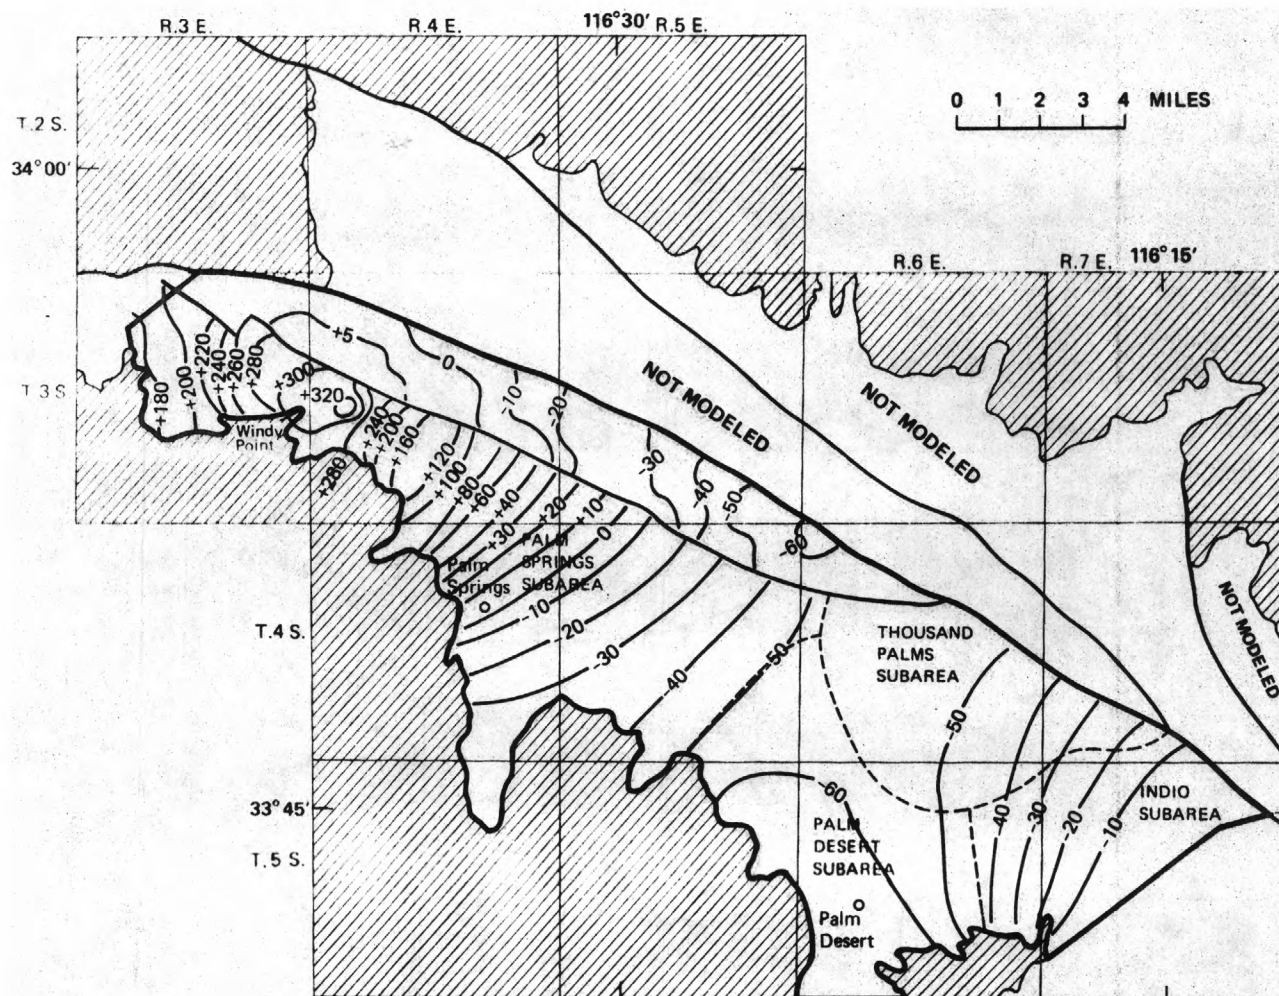 R.3 E. R.4 E. 116°30′ R.5 E.
0 1 2 3 4 MILES
T.2 S.
34°00′
R.6 E. R.7 E. 116°15′
T 3 S
+180
+200
+220
+240
+260
+280
+300
+320
+5
0
-10
-20
-30
-40
-50
-60
NOT MODELED
NOT MODELED
NOT MODELED
Windy
Point
+280
+240
+200
+160
+120
+100
+80
+60
+40
+30
+20
+10
0
-10
-20
-30
-40
-50
PALM
SPRINGS
SUBAREA
Palm
Springs
T.4 S.
THOUSAND
PALMS
SUBAREA
33°45′
T.5 S.
-60
-50
-40
-30
-20
-10
INDIO
SUBAREA
PALM
DESERT
SUBAREA
Palm
Desert